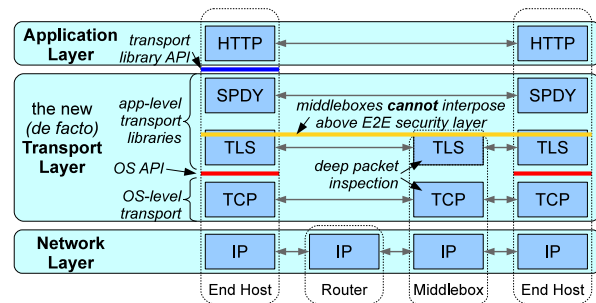 Application
Layer
transport
library API
HTTP
HTTP
the new
(de facto)
Transport
Layer
app-level
transport
libraries
SPDY
SPDY
middleboxes cannot interpose
above E2E security layer
TLS
TLS
TLS
OS API
deep packet
inspection
OS-level
transport
TCP
TCP
TCP
Network
Layer
IP
IP
IP
IP
End Host
Router
Middlebox
End Host